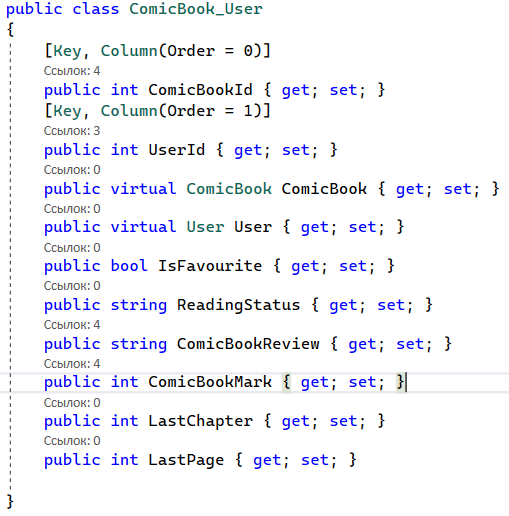 public class ComicBook_User
{
[Key, Column(Order = 0)]
Ссылок: 4
public int ComicBookId { get; set; }
[Key, Column(Order = 1)]
Ссылок: 3
public int UserId { get; set; }
Ссылок: 0
public virtual ComicBook ComicBook { get; set; }
Ссылок: 0
public virtual User User { get; set; }
Ссылок: 0
public bool IsFavourite { get; set; }
Ссылок: 0
public string ReadingStatus { get; set; }
Ссылок: 4
public string ComicBookReview { get; set; }
Ссылок: 4
public int ComicBookMark { get; set; }
Ссылок: 0
public int LastChapter { get; set; }
Ссылок: 0
public int LastPage { get; set; }
}